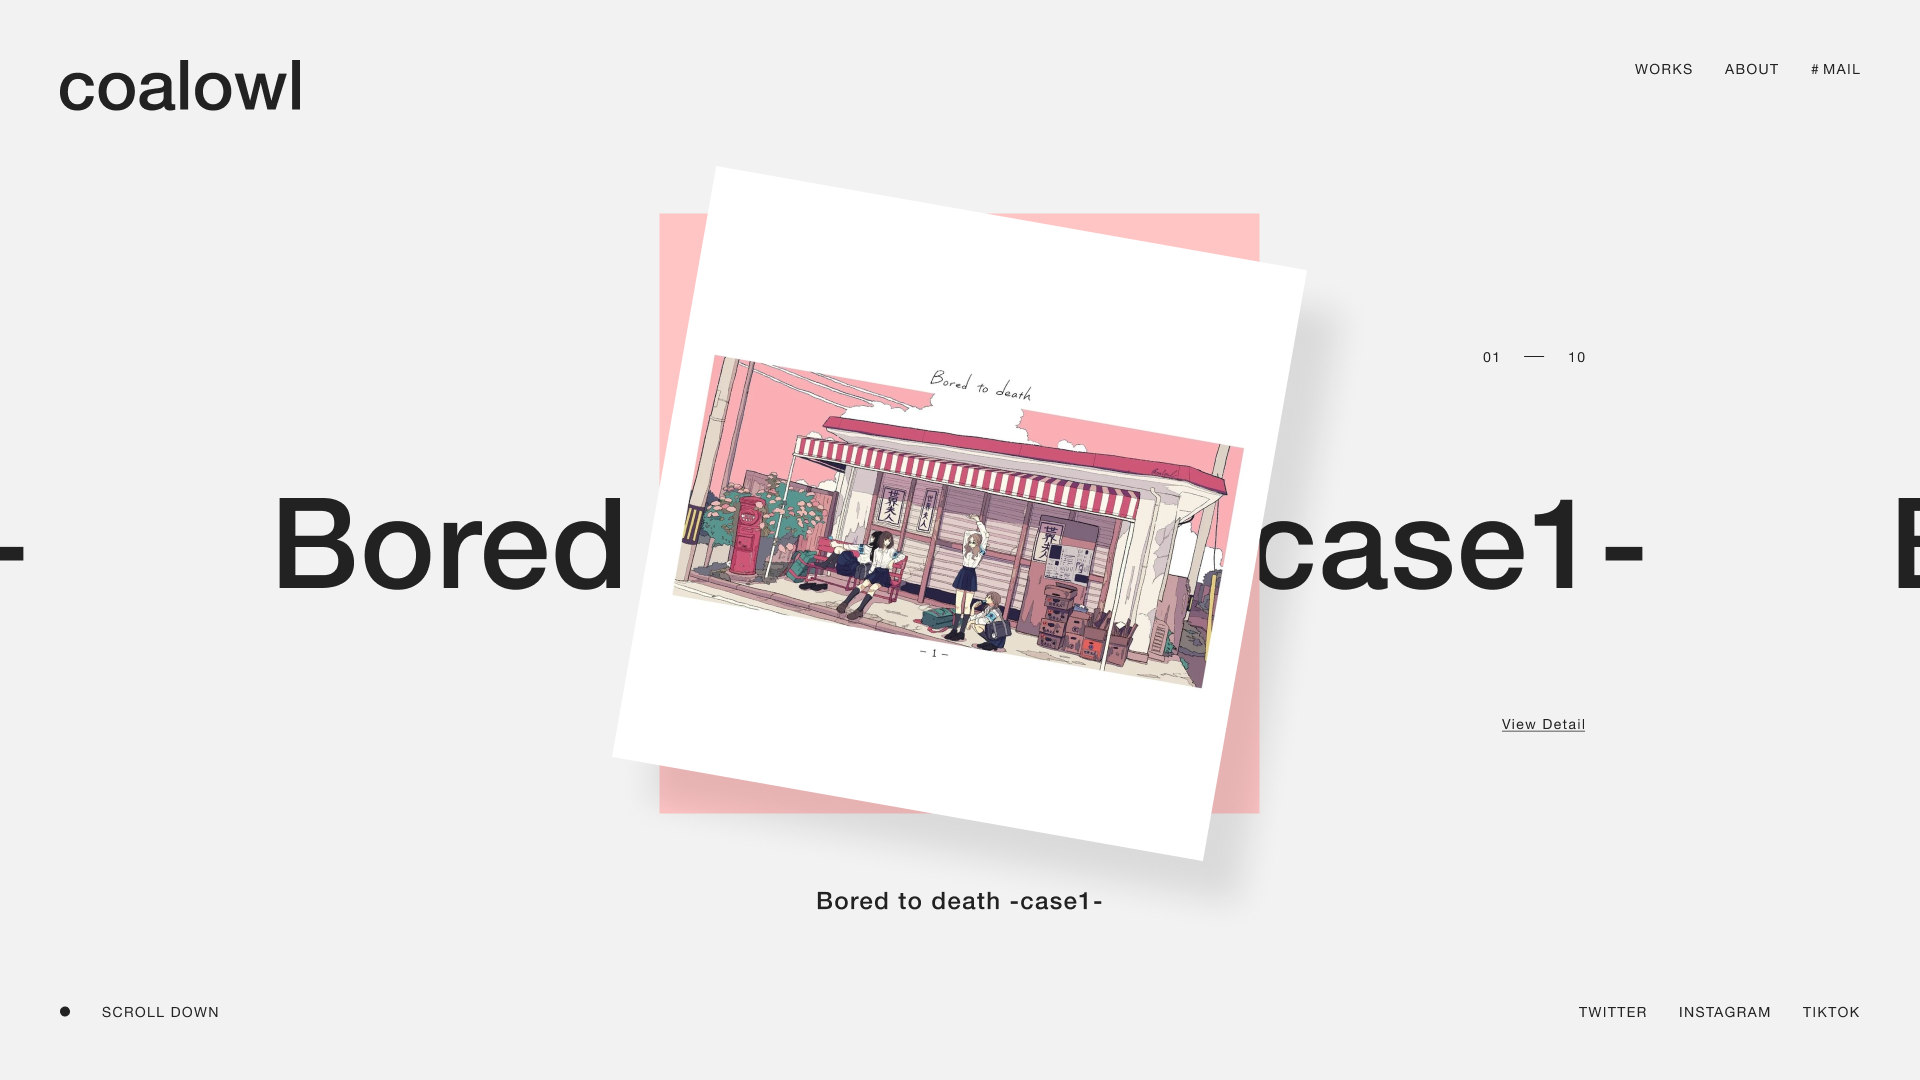 coalowl
WORKS ABOUT # MAIL
01 — 10
Bored to death
- Bored case1-
- 1 -
View Detail
Bored to death -case1-
SCROLL DOWN
TWITTER INSTAGRAM TIKTOK